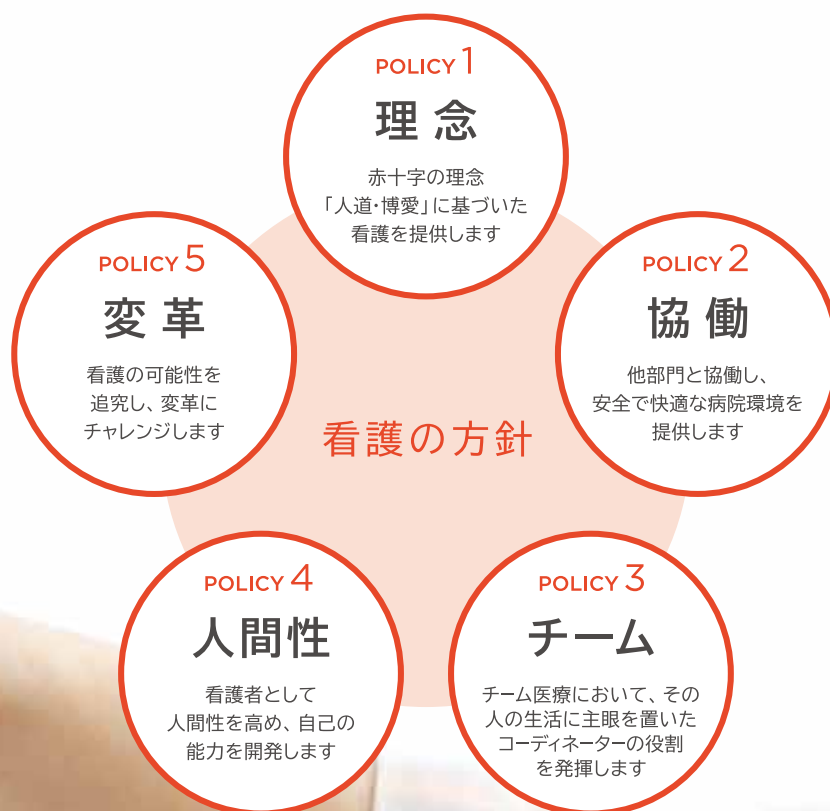 POLICY 1
理念
赤十字の理念
「人道・博愛」に基づいた
看護を提供します
POLICY 2
協働
他部門と協働し、
安全で快適な病院環境を
提供します
POLICY 3
チーム
チーム医療において、その
人の生活に主眼を置いた
コーディネーターの役割
を発揮します
POLICY 4
人間性
看護者として
人間性を高め、自己の
能力を開発します
POLICY 5
変革
看護の可能性を
追究し、変革に
チャレンジします
看護の方針